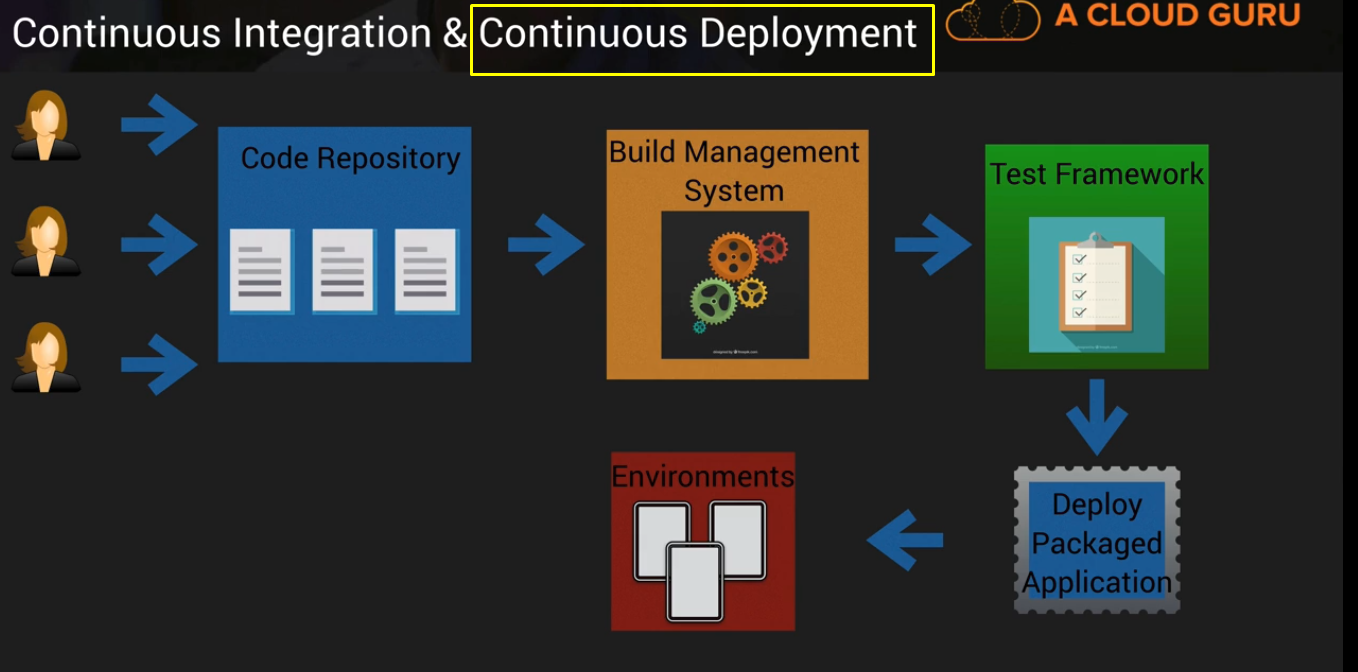 Continuous Integration & Continuous Deployment
A CLOUD GURU
Code Repository
Build Management
System
Test Framework
Deploy
Packaged
Application
Environments